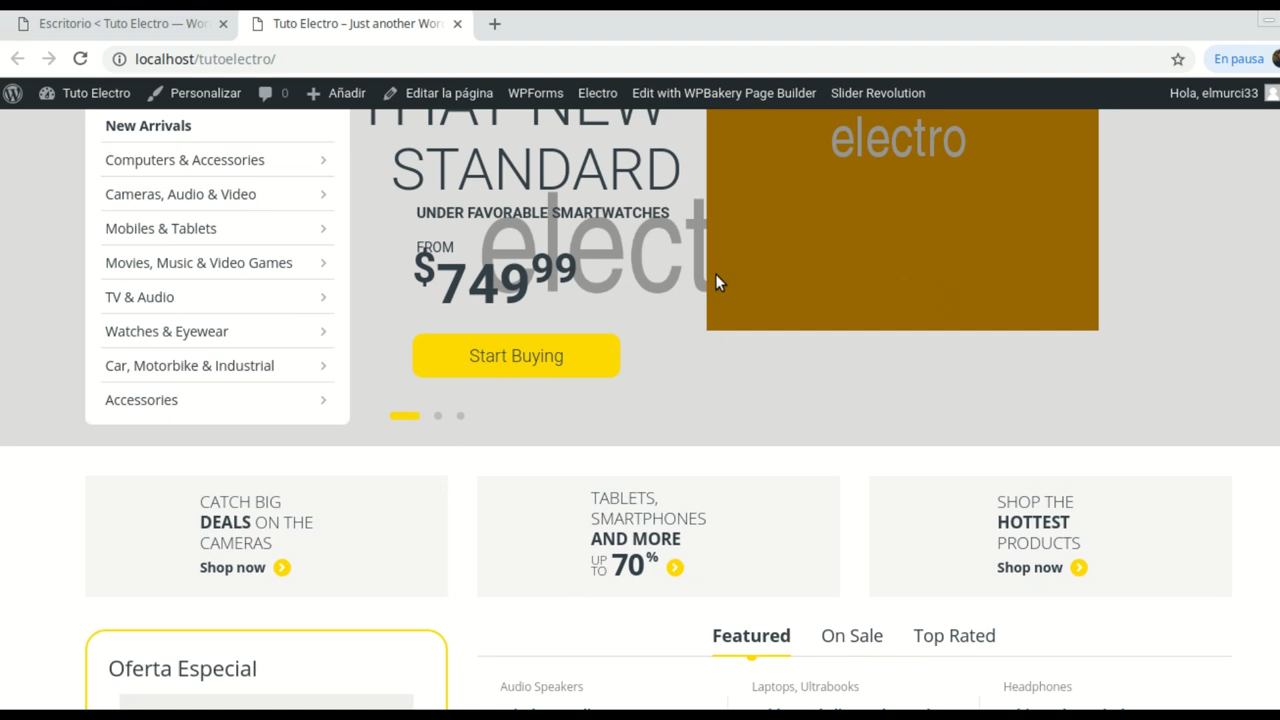 Escritorio < Tuto Electro — Wor
Tuto Electro – Just another Wor
localhost/tutoelectro/
En pausa
Tuto Electro
Personalizar
0
Añadir
Editar la página
WPForms
Electro
Edit with WPBakery Page Builder
Slider Revolution
Hola, elmurci33
New Arrivals
Computers & Accessories
Cameras, Audio & Video
Mobiles & Tablets
Movies, Music & Video Games
TV & Audio
Watches & Eyewear
Car, Motorbike & Industrial
Accessories
THAT NEW
STANDARD
UNDER FAVORABLE SMARTWATCHES
FROM
$749 99
elect
Start Buying
electro
CATCH BIG
DEALS ON THE
CAMERAS
Shop now
TABLETS,
SMARTPHONES
AND MORE
UP TO 70%
SHOP THE
HOTTEST
PRODUCTS
Shop now
Oferta Especial
Featured
On Sale
Top Rated
Audio Speakers
Laptops, Ultrabooks
Headphones